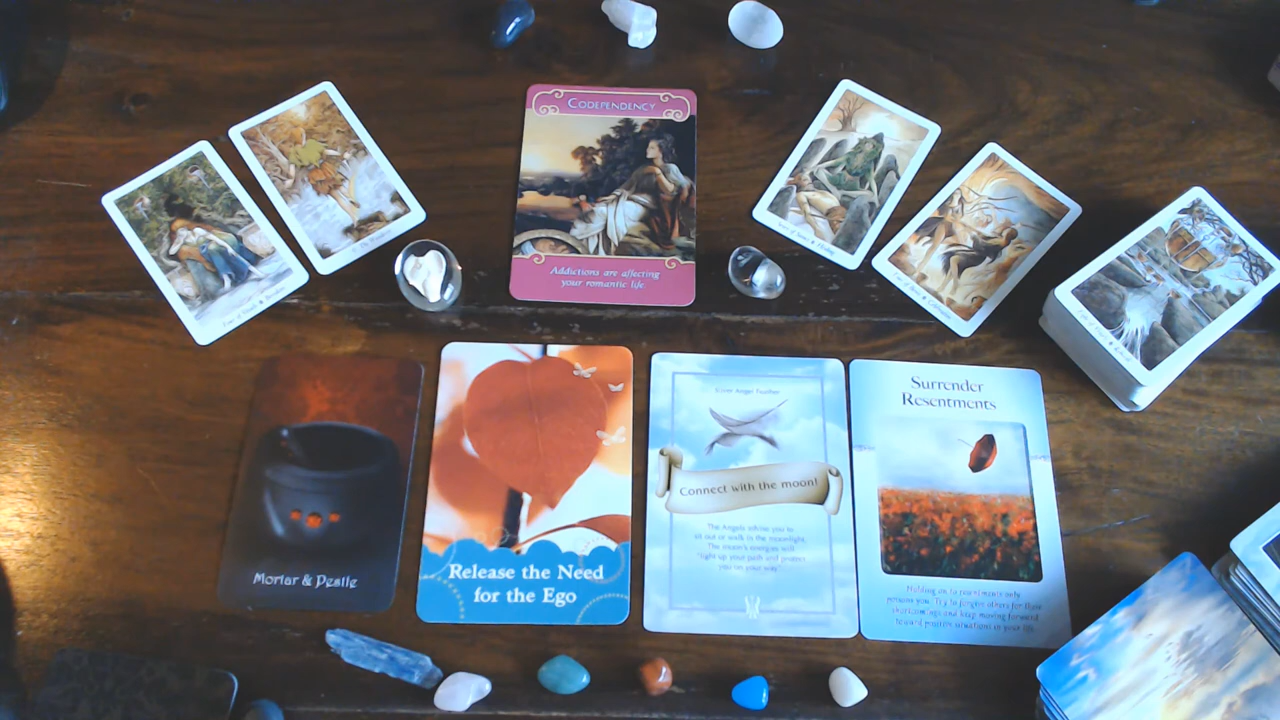 CODEPENDENCY
Addictions are affecting
your romantic life.
Mortar & Pestle
Release the Need
for the Ego
Silver Angel Feather
Connect with the moon!
The Angels advise you to
sit out or walk in the moonlight.
The moon's energies will
"light up your path and protect
you on your way"
Surrender
Resentments
Holding on to resentments only
poisons you. Try to forgive others for their
shortcomings and keep moving forward
toward positive situations in your life.